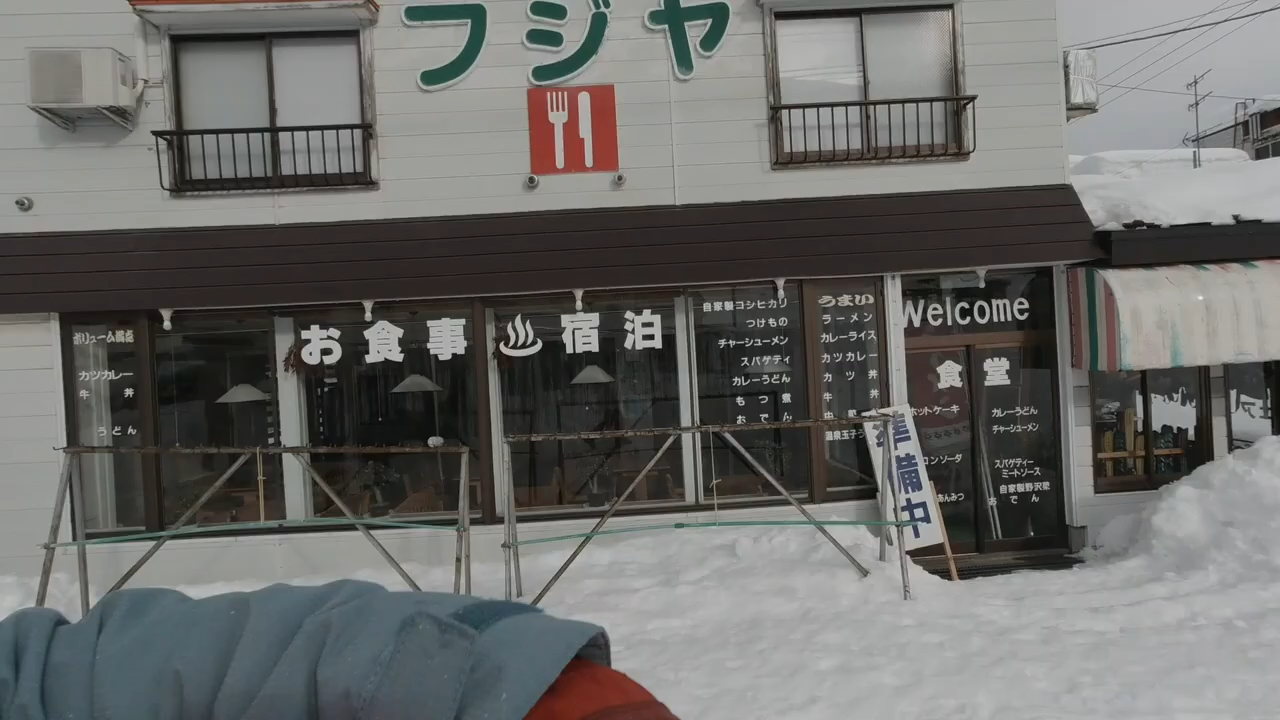 フジヤ
ボリューム満点
カツカレー
牛丼
うどん
お食事♨宿泊
自家製コシヒカリ
つけもの
チャーシューメン
スパゲティ
カレーうどん
もつ煮
おでん
うまい
ラーメン
カレーライス
カツカレー
カツ丼
牛丼
温泉玉子
Welcome
食堂
ホットケーキ
あんみつ
カレーうどん
チャーシューメン
スパゲティー
ミートソース
自家製野沢菜
おでん
準備中